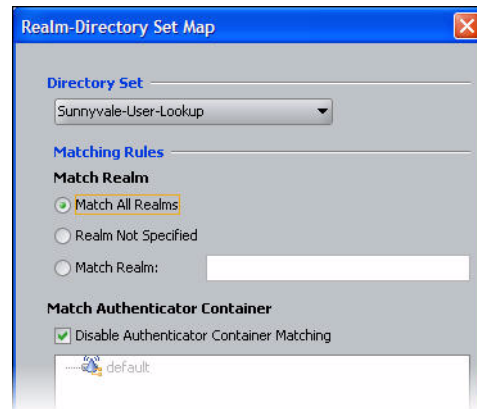 Realm-Directory Set Map
Directory Set
Sunnyvale-User-Lookup
Matching Rules
Match Realm
Match All Realms
Realm Not Specified
Match Realm:
Match Authenticator Container
Disable Authenticator Container Matching
default